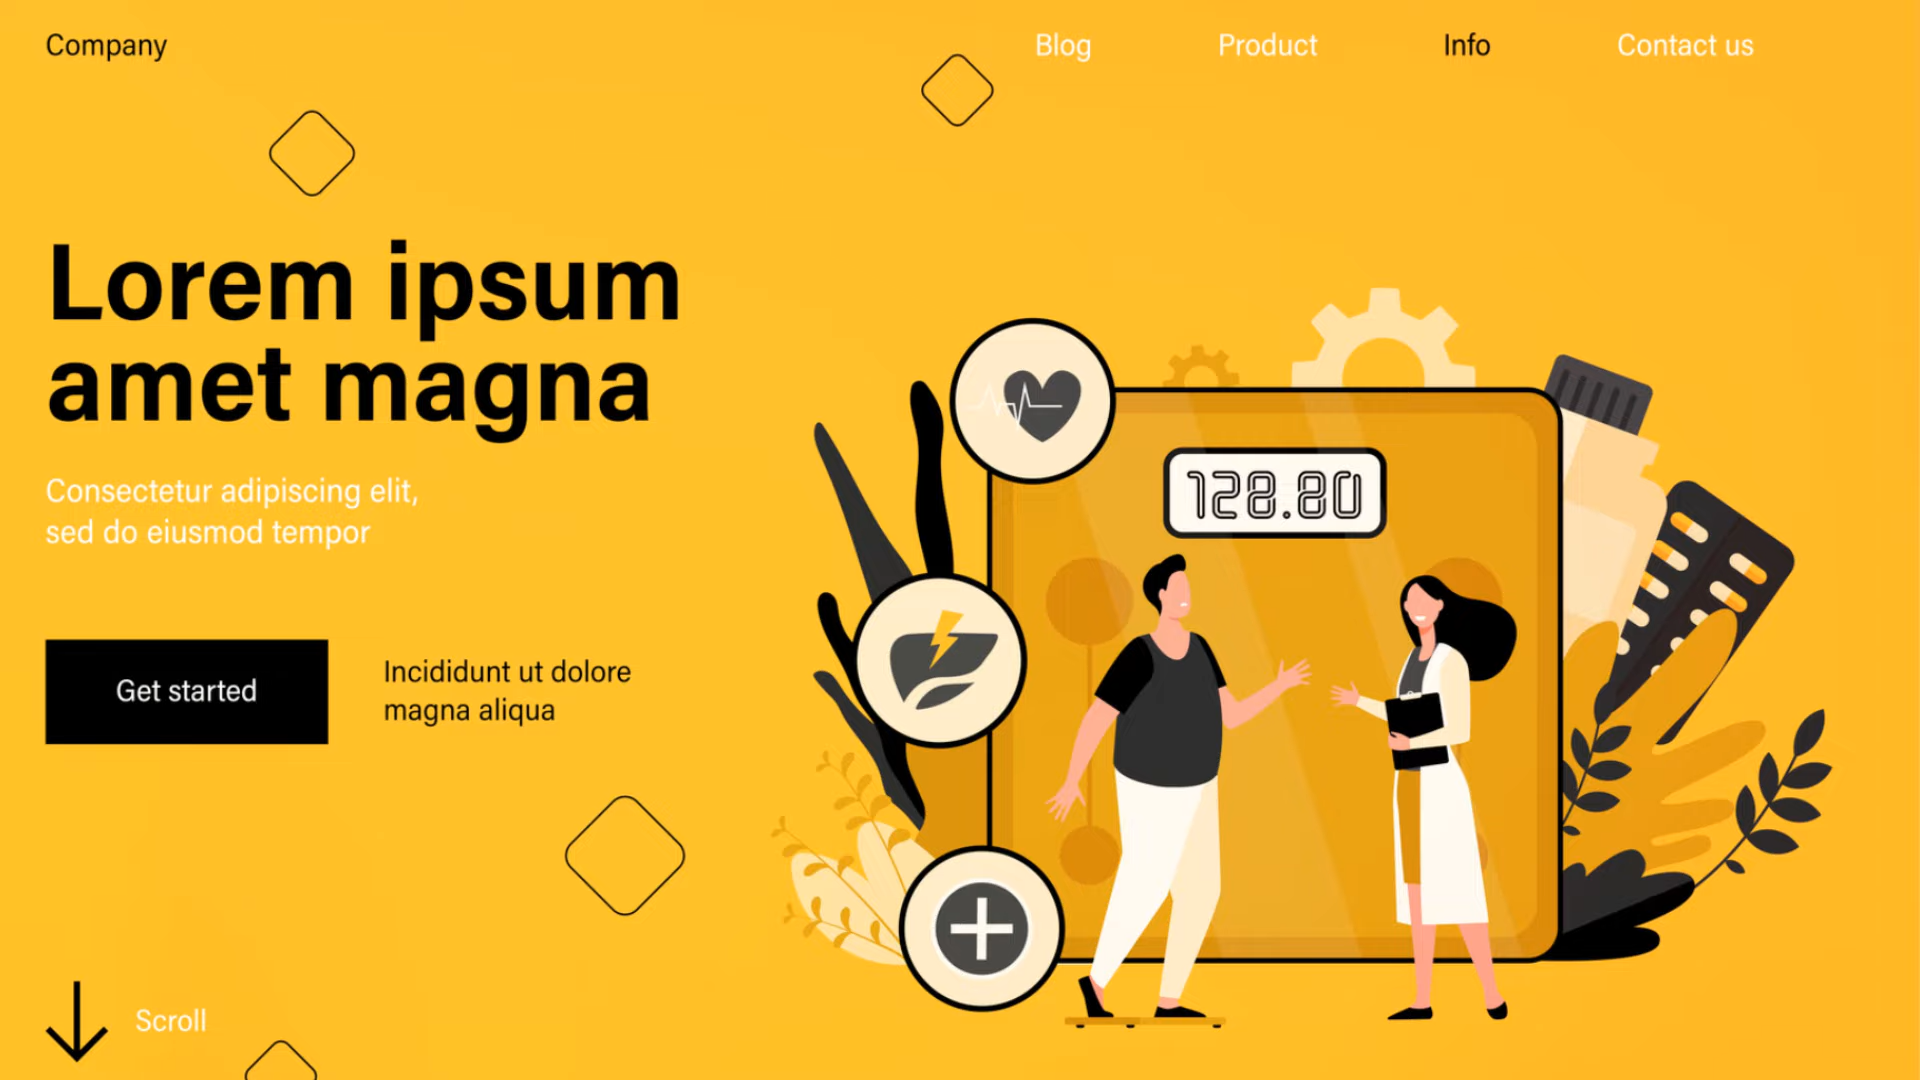 Company
Blog
Product
Info
Contact us
Lorem ipsum
amet magna
Consectetur adipiscing elit,
sed do eiusmod tempor
Get started
Incididunt ut dolore
magna aliqua
128.80
Scroll